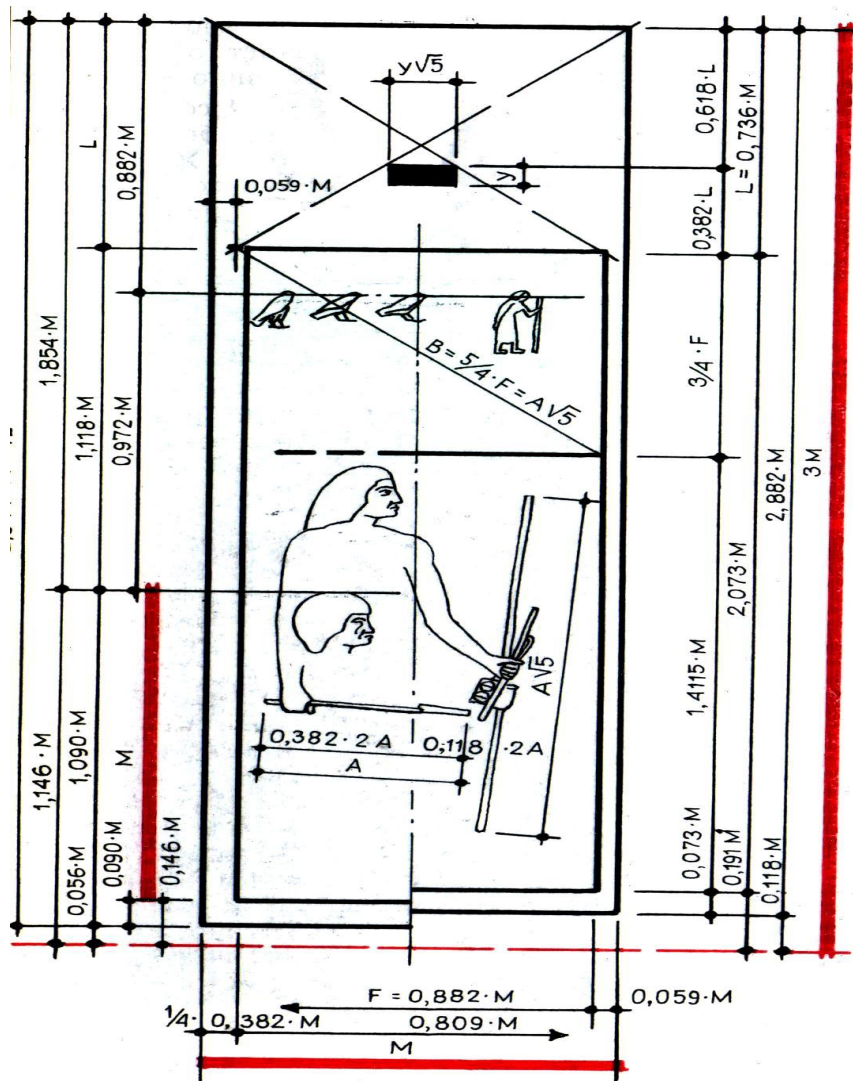 y√5
0,618·L
L = 0,736·M
L
0,882·M
0,059·M
y
0,382·L
B = 5/4·F = A√5
3/4·F
1,854·M
1,118·M
0,972·M
2,882·M
3M
2,073·M
A√5
1,4115·M
0,382·2A
0,118·2A
A
1,146·M
1,090·M
M
0,056·M
0,090·M
0,146·M
0,073·M
0,191M
0,118·M
F = 0,882·M
0,059·M
1/4·0,382·M
0,809·M
M